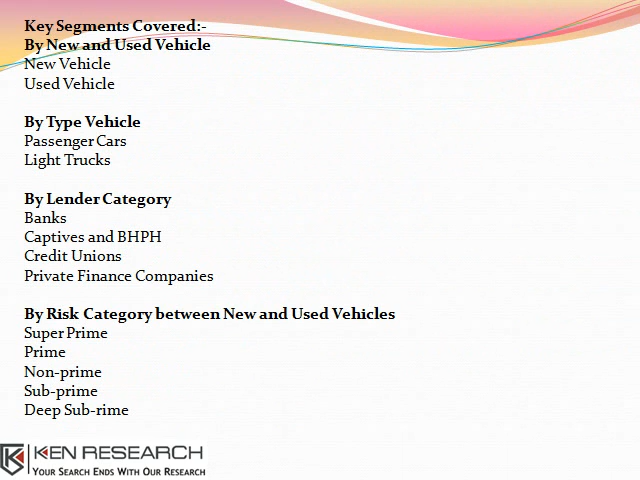 Key Segments Covered:-
By New and Used Vehicle
New Vehicle
Used Vehicle
By Type Vehicle
Passenger Cars
Light Trucks
By Lender Category
Banks
Captives and BHPH
Credit Unions
Private Finance Companies
By Risk Category between New and Used Vehicles
Super Prime
Prime
Non-prime
Sub-prime
Deep Sub-rime
KEN RESEARCH
YOUR SEARCH ENDS WITH OUR RESEARCH